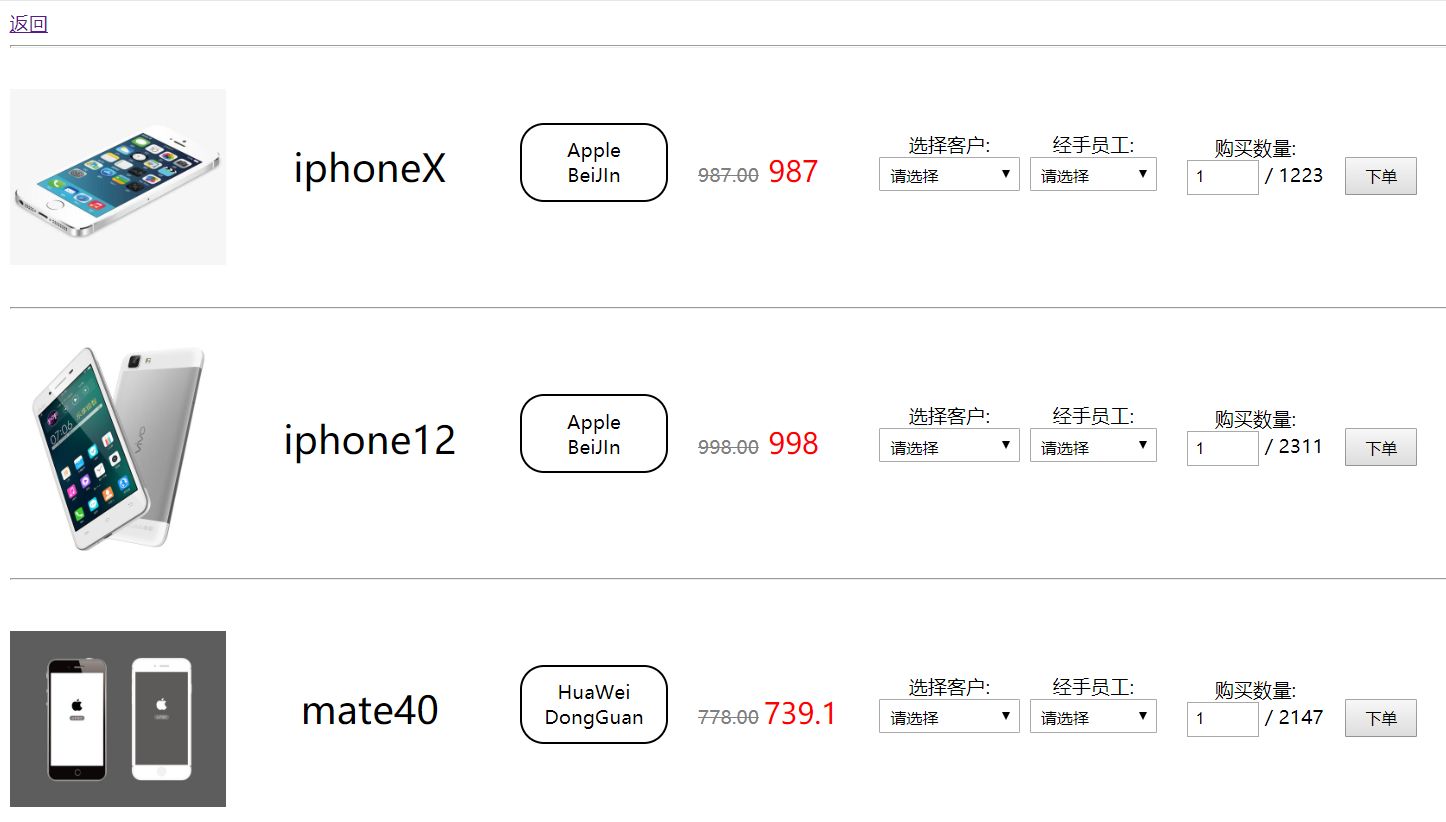 返回
iphoneX
Apple
BeiJIn
987.00 987
选择客户:
请选择
经手员工:
请选择
购买数量:
1 / 1223
下单
vivo
07:06
iphone12
Apple
BeiJIn
998.00 998
选择客户:
请选择
经手员工:
请选择
购买数量:
1 / 2311
下单
mate40
HuaWei
DongGuan
778.00 739.1
选择客户:
请选择
经手员工:
请选择
购买数量:
1 / 2147
下单